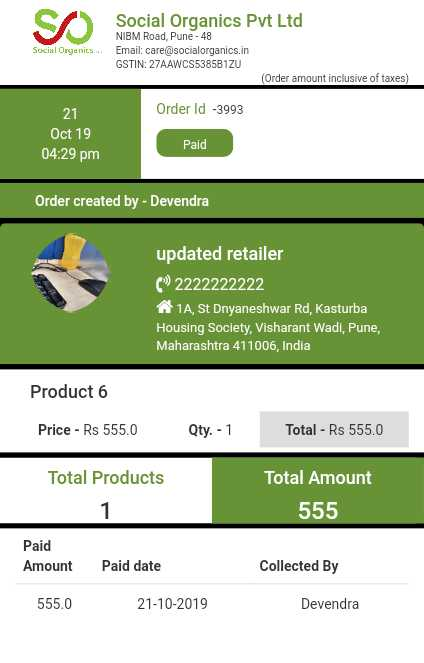 Social Organics...
Social Organics Pvt Ltd
NIBM Road, Pune - 48
Email: care@socialorganics.in
GSTIN: 27AAWCS5385B1ZU
(Order amount inclusive of taxes)
21
Oct 19
04:29 pm
Order Id -3993
Paid
Order created by - Devendra
updated retailer
2222222222
1A, St Dnyaneshwar Rd, Kasturba
Housing Society, Visharant Wadi, Pune,
Maharashtra 411006, India
Product 6
Price - Rs 555.0 Qty. - 1 Total - Rs 555.0
Total Products Total Amount
1 555
Paid
Amount Paid date Collected By
555.0 21-10-2019 Devendra